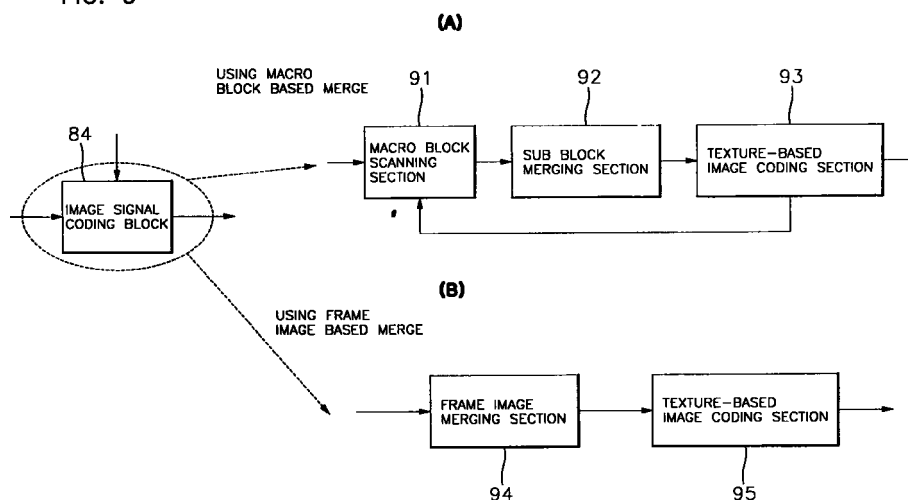 (A)
USING MACRO
BLOCK BASED MERGE
91
92
93
84
MACRO BLOCK
SCANNING
SECTION
SUB BLOCK
MERGING SECTION
TEXTURE-BASED
IMAGE CODING SECTION
IMAGE SIGNAL
CODING BLOCK
(B)
USING FRAME
IMAGE BASED MERGE
FRAME IMAGE
MERGING SECTION
TEXTURE-BASED
IMAGE CODING SECTION
94
95